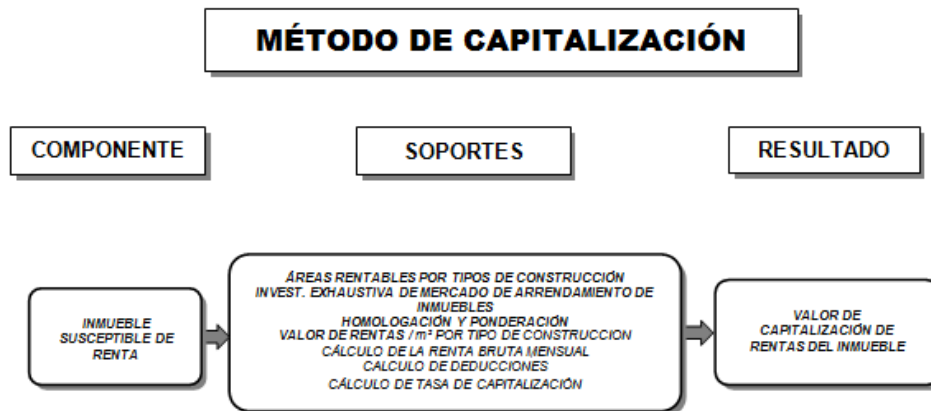 MÉTODO DE CAPITALIZACIÓN
COMPONENTE
SOPORTES
RESULTADO
INMUEBLE
SUSCEPTIBLE DE
RENTA
ÁREAS RENTABLES POR TIPOS DE CONSTRUCCIÓN
INVEST. EXHAUSTIVA DE MERCADO DE ARRENDAMIENTO DE
INMUEBLES
HOMOLOGACIÓN Y PONDERACIÓN
VALOR DE RENTAS / m² POR TIPO DE CONSTRUCCION
CÁLCULO DE LA RENTA BRUTA MENSUAL
CALCULO DE DEDUCCIONES
CÁLCULO DE TASA DE CAPITALIZACIÓN
VALOR DE
CAPITALIZACIÓN DE
RENTAS DEL INMUEBLE